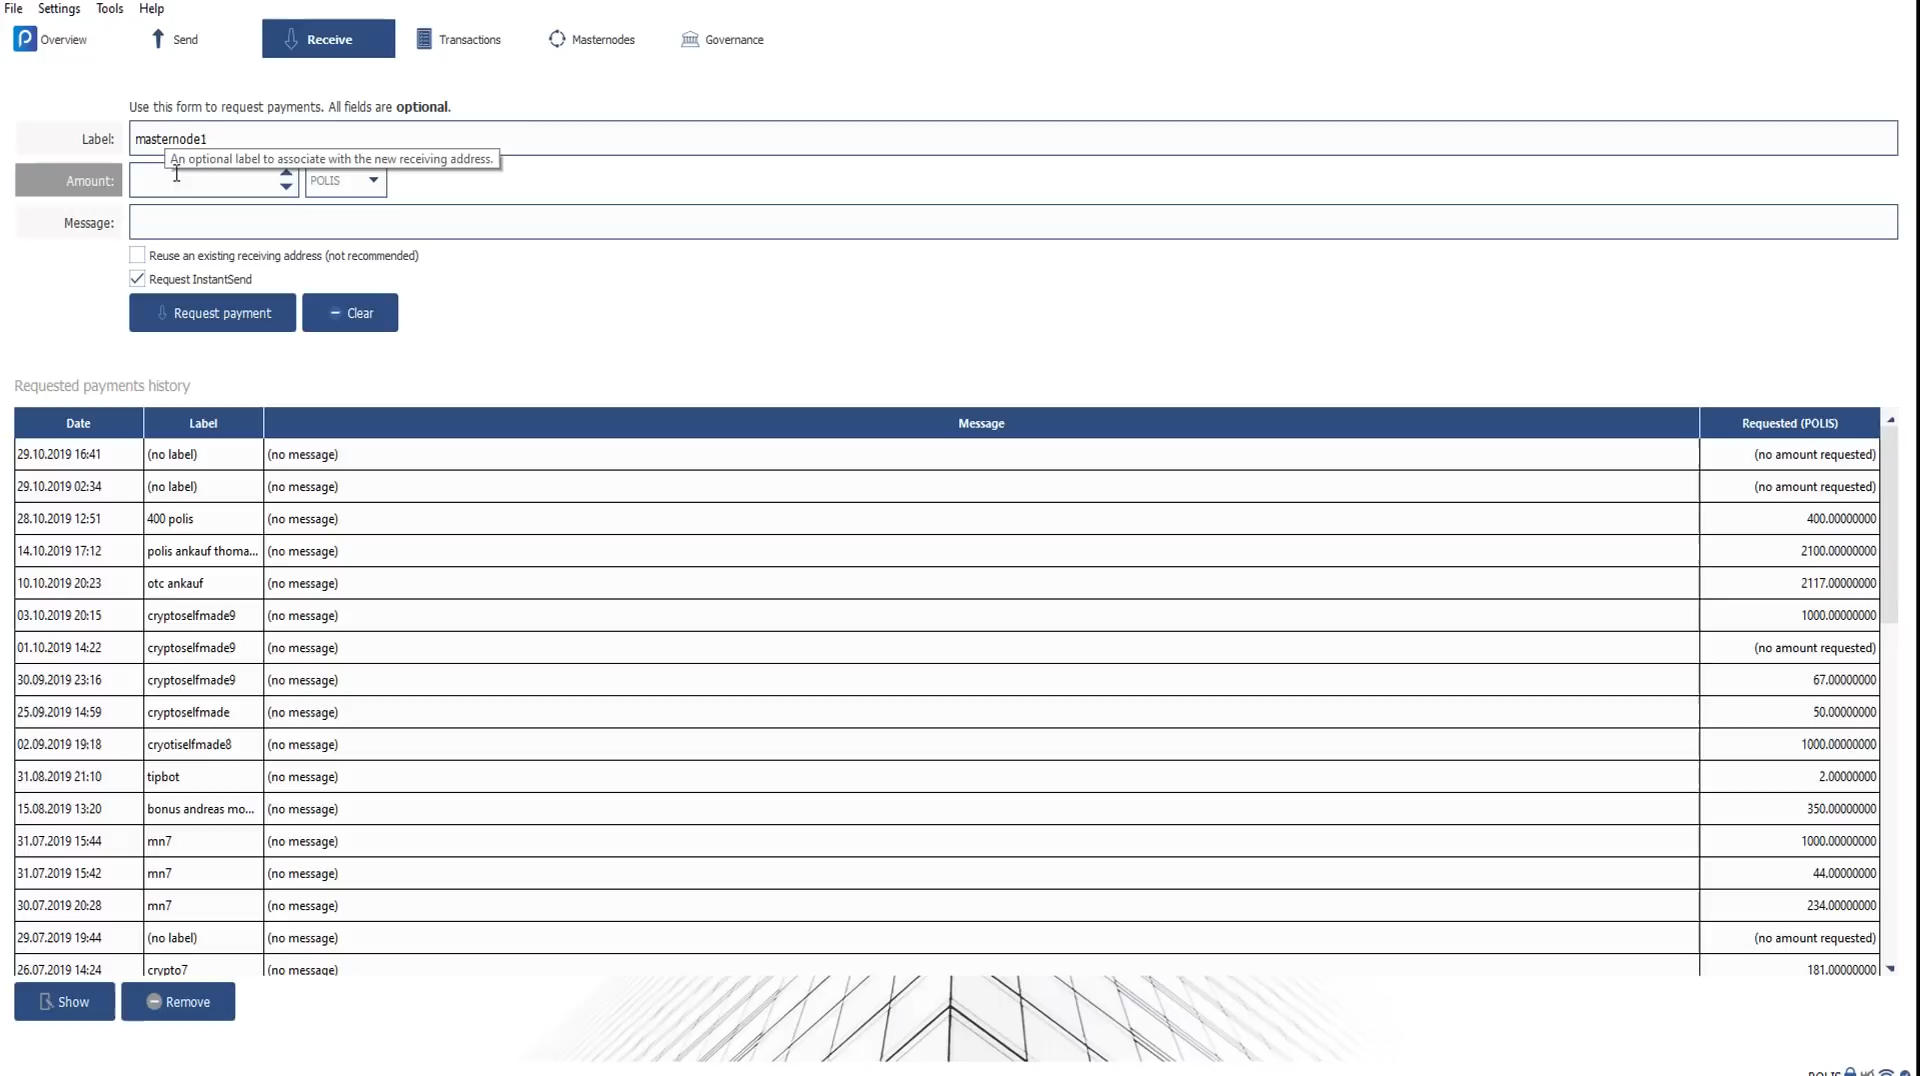 File Settings Tools Help
Overview Send Receive Transactions Masternodes Governance
Use this form to request payments. All fields are optional.
Label: masternode1
An optional label to associate with the new receiving address.
Amount: POLIS
Message:
Reuse an existing receiving address (not recommended)
Request InstantSend
Request payment Clear
Requested payments history
Date Label Message Requested (POLIS)
29.10.2019 16:41 (no label) (no message) (no amount requested)
29.10.2019 02:34 (no label) (no message) (no amount requested)
28.10.2019 12:51 400 polis (no message) 400.00000000
14.10.2019 17:12 polis ankauf thoma... (no message) 2100.00000000
10.10.2019 20:23 otc ankauf (no message) 2117.00000000
03.10.2019 20:15 cryptoselfmade9 (no message) 1000.00000000
01.10.2019 14:22 cryptoselfmade9 (no message) (no amount requested)
30.09.2019 23:16 cryptoselfmade9 (no message) 67.00000000
25.09.2019 14:59 cryptoselfmade (no message) 50.00000000
02.09.2019 19:18 cryotiselfmade8 (no message) 1000.00000000
31.08.2019 21:10 tipbot (no message) 2.00000000
15.08.2019 13:20 bonus andreas mo... (no message) 350.00000000
31.07.2019 15:44 mn7 (no message) 1000.00000000
31.07.2019 15:42 mn7 (no message) 44.00000000
30.07.2019 20:28 mn7 (no message) 234.00000000
29.07.2019 19:44 (no label) (no message) (no amount requested)
26.07.2019 14:24 crypto7 (no message) 181.00000000
Show Remove
POLIS